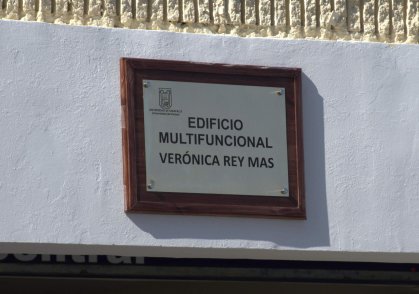 EDIFICIO
MULTIFUNCIONAL
VERÓNICA REY MAS